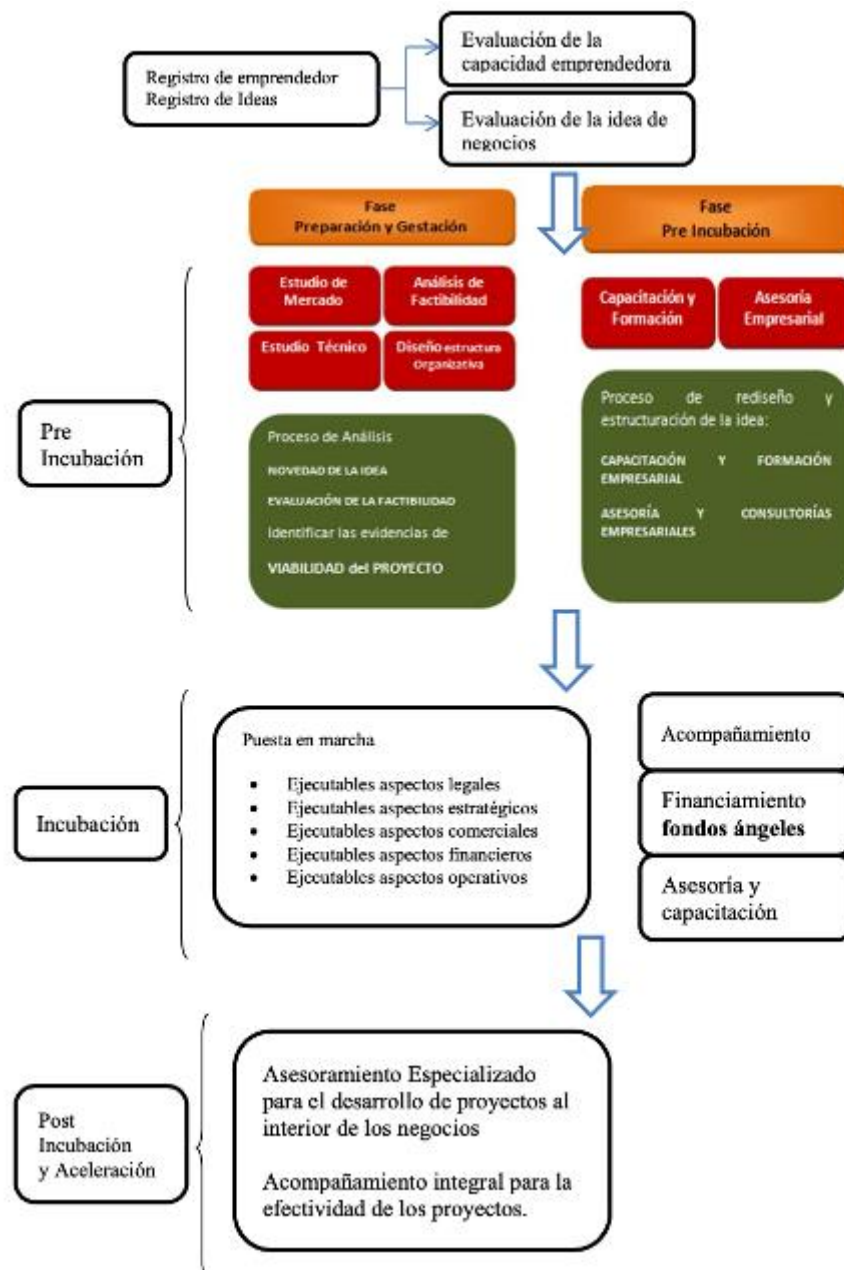 Registro de emprendedor
Registro de Ideas
Evaluación de la
capacidad emprendedora
Evaluación de la idea de
negocios
Fase
Preparación y Gestación
Fase
Pre Incubación
Pre
Incubación
Estudio de
Mercado
Análisis de
Factibilidad
Estudio Técnico
Diseño estructura
Organizativa
Capacitación y
Formación
Asesoría
Empresarial
Proceso de Análisis
NOVEDAD DE LA IDEA
EVALUACIÓN DE LA FACTIBILIDAD
Identificar las evidencias de
VIABILIDAD del PROYECTO
Proceso de rediseño y
estructuración de la idea:
CAPACITACIÓN Y FORMACIÓN
EMPRESARIAL
ASESORÍA Y CONSULTORÍAS
EMPRESARIALES
Incubación
Puesta en marcha
• Ejecutables aspectos legales
• Ejecutables aspectos estratégicos
• Ejecutables aspectos comerciales
• Ejecutables aspectos financieros
• Ejecutables aspectos operativos
Acompañamiento
Financiamiento
fondos ángeles
Asesoría y
capacitación
Post
Incubación
y Aceleración
Asesoramiento Especializado
para el desarrollo de proyectos al
interior de los negocios
Acompañamiento integral para la
efectividad de los proyectos.